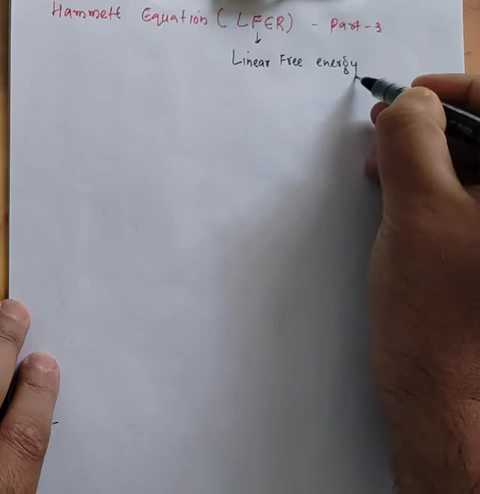 Hammett Equation (LFER) - Part-3
↓
Linear Free energy